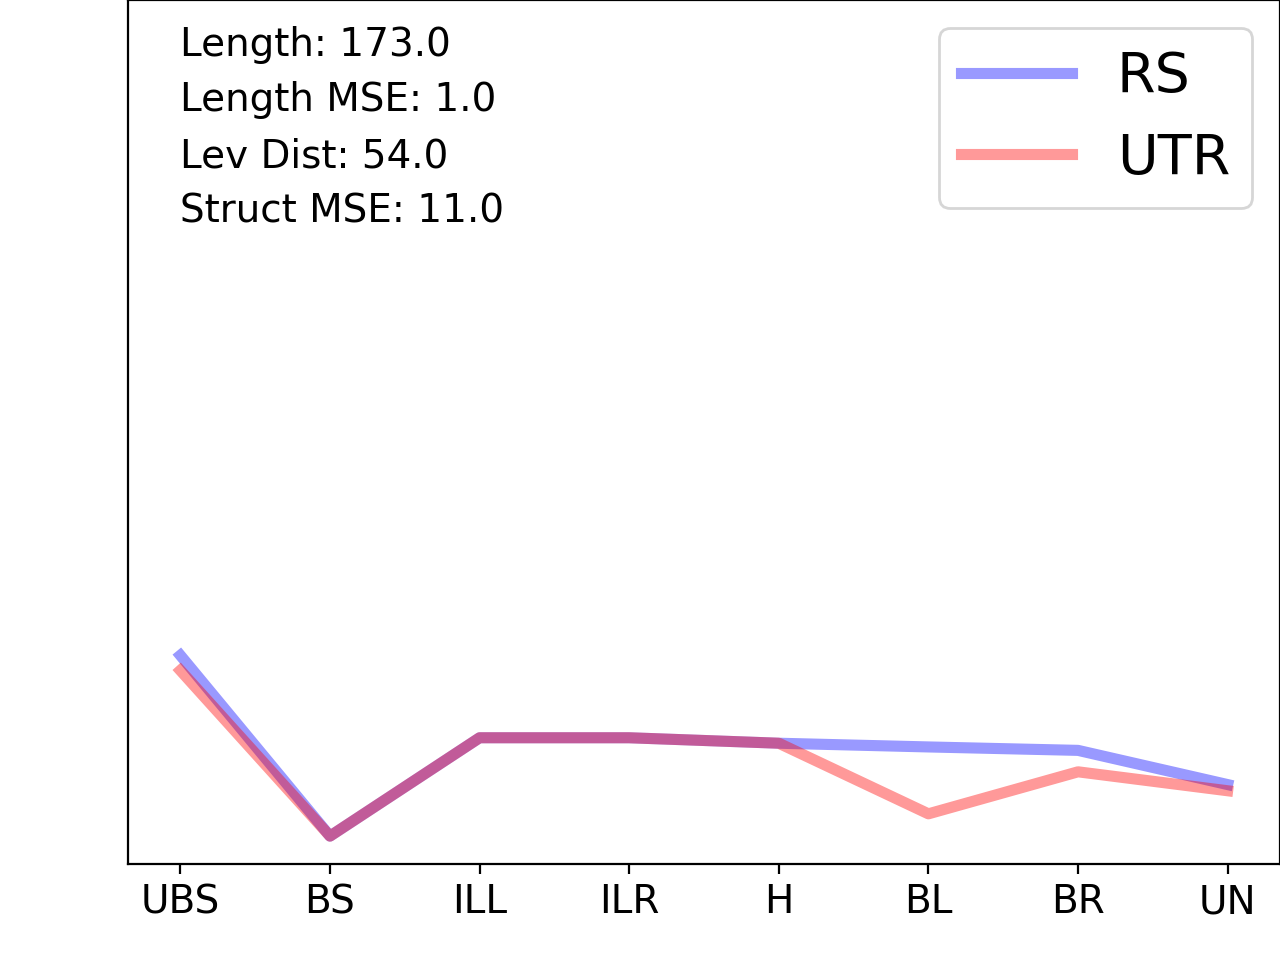 Length: 173.0
Length MSE: 1.0
Lev Dist: 54.0
Struct MSE: 11.0
RS
UTR
UBS BS ILL ILR H BL BR UN